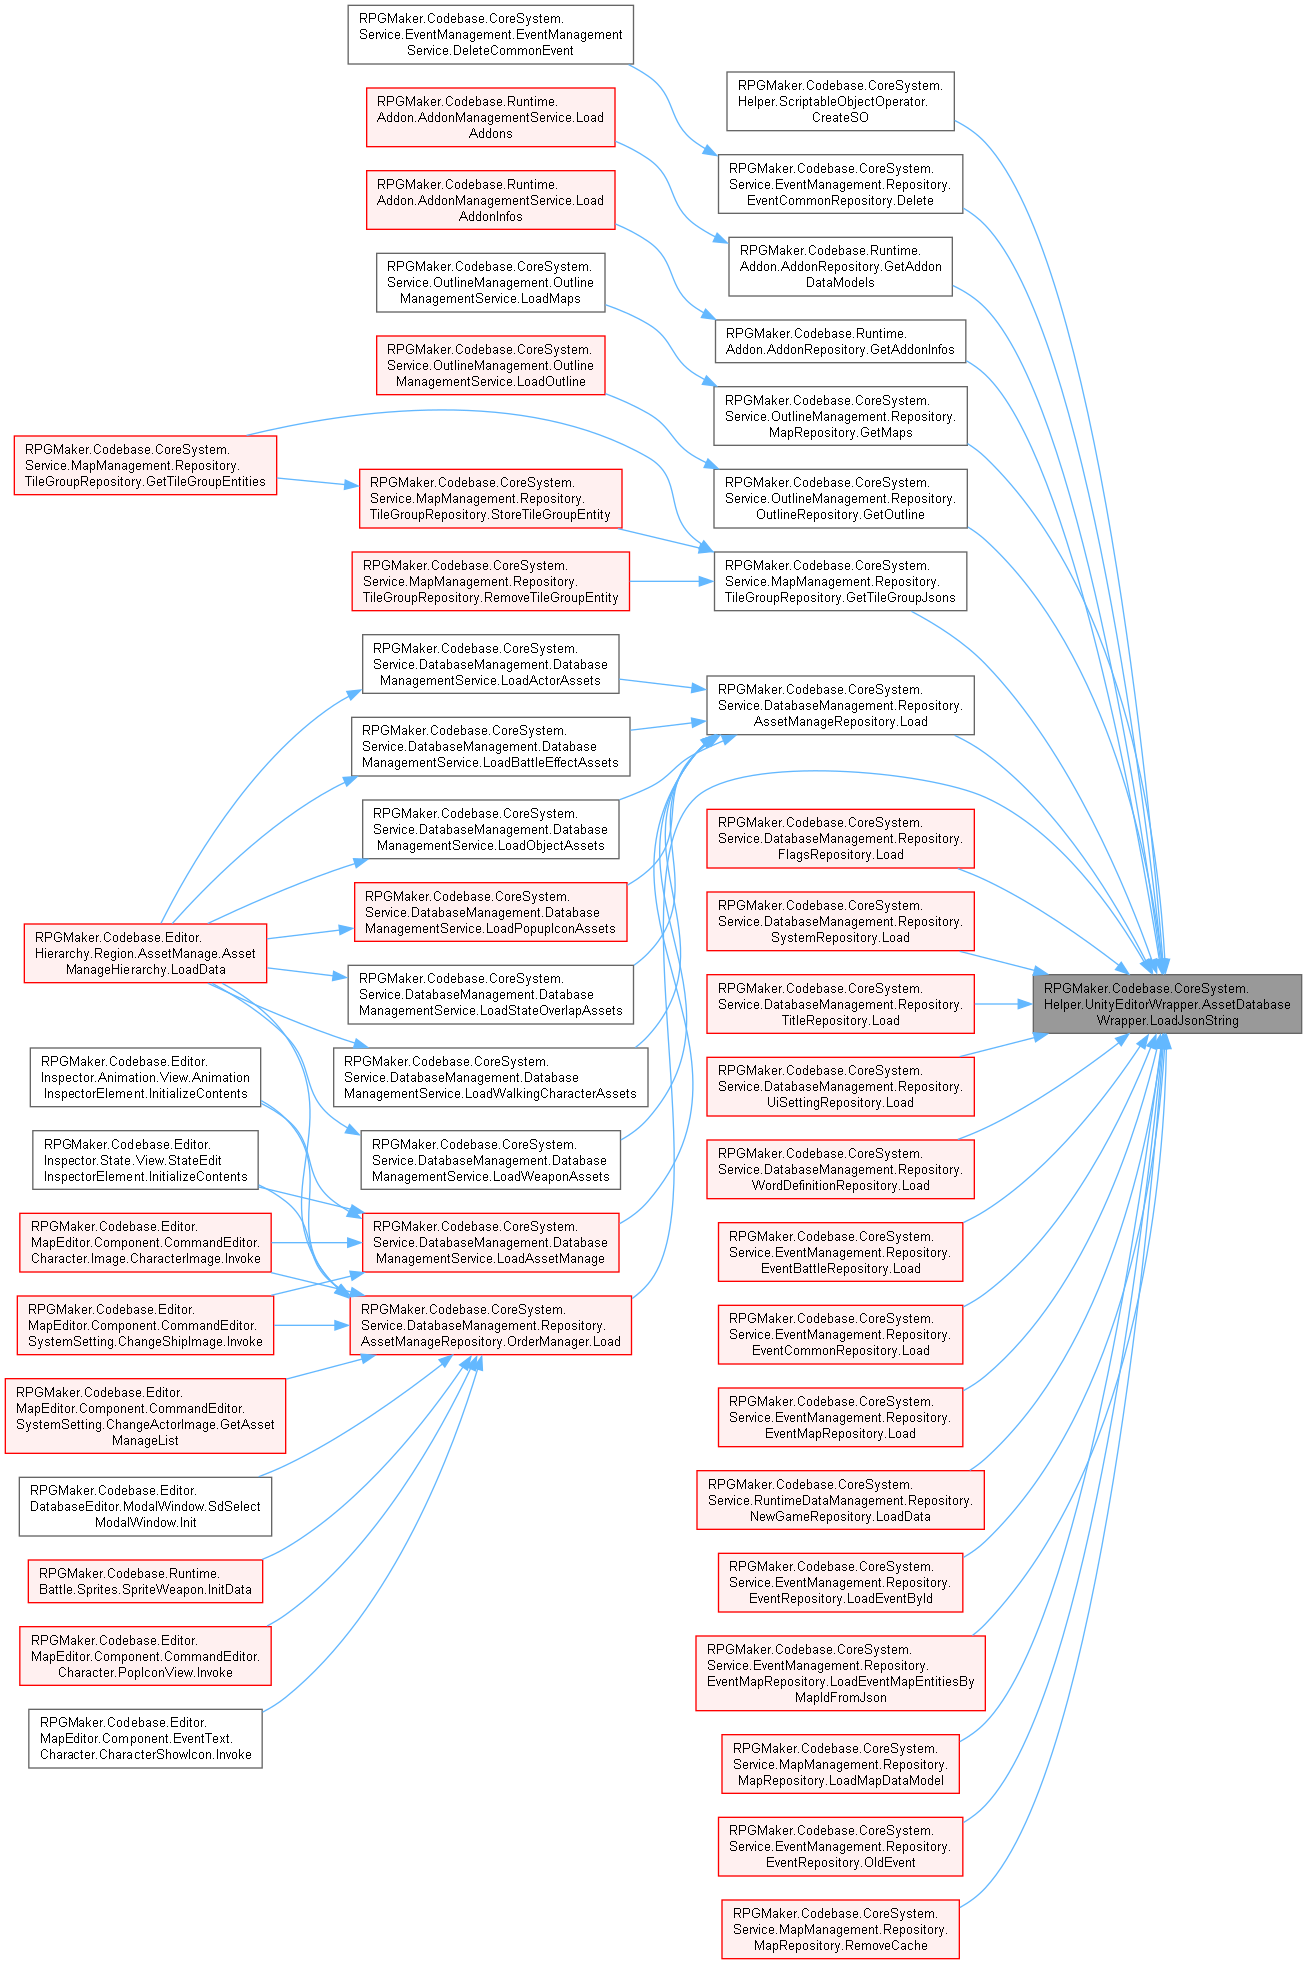 RPGMaker.Codebase.CoreSystem.
Service.EventManagement.EventManagement
Service.DeleteCommonEvent
RPGMaker.Codebase.Runtime.
Addon.AddonManagementService.Load
Addons
RPGMaker.Codebase.Runtime.
Addon.AddonManagementService.Load
AddonInfos
RPGMaker.Codebase.CoreSystem.
Service.OutlineManagement.Outline
ManagementService.LoadMaps
RPGMaker.Codebase.CoreSystem.
Service.OutlineManagement.Outline
ManagementService.LoadOutline
RPGMaker.Codebase.CoreSystem.
Service.MapManagement.Repository.
TileGroupRepository.GetTileGroupEntities
RPGMaker.Codebase.CoreSystem.
Service.MapManagement.Repository.
TileGroupRepository.StoreTileGroupEntity
RPGMaker.Codebase.CoreSystem.
Service.MapManagement.Repository.
TileGroupRepository.RemoveTileGroupEntity
RPGMaker.Codebase.CoreSystem.
Service.DatabaseManagement.Database
ManagementService.LoadActorAssets
RPGMaker.Codebase.CoreSystem.
Service.DatabaseManagement.Database
ManagementService.LoadBattleEffectAssets
RPGMaker.Codebase.CoreSystem.
Service.DatabaseManagement.Database
ManagementService.LoadObjectAssets
RPGMaker.Codebase.CoreSystem.
Service.DatabaseManagement.Database
ManagementService.LoadPopupIconAssets
RPGMaker.Codebase.Editor.
Hierarchy.Region.AssetManage.Asset
ManageHierarchy.LoadData
RPGMaker.Codebase.CoreSystem.
Service.DatabaseManagement.Database
ManagementService.LoadStateOverlapAssets
RPGMaker.Codebase.CoreSystem.
Service.DatabaseManagement.Database
ManagementService.LoadWalkingCharacterAssets
RPGMaker.Codebase.CoreSystem.
Service.DatabaseManagement.Database
ManagementService.LoadWeaponAssets
RPGMaker.Codebase.CoreSystem.
Service.DatabaseManagement.Database
ManagementService.LoadAssetManage
RPGMaker.Codebase.CoreSystem.
Service.DatabaseManagement.Repository.
AssetManageRepository.OrderManager.Load
RPGMaker.Codebase.Editor.
Inspector.Animation.View.Animation
InspectorElement.InitializeContents
RPGMaker.Codebase.Editor.
Inspector.State.View.StateEdit
InspectorElement.InitializeContents
RPGMaker.Codebase.Editor.
MapEditor.Component.CommandEditor.
Character.Image.CharacterImage.Invoke
RPGMaker.Codebase.Editor.
MapEditor.Component.CommandEditor.
SystemSetting.ChangeShipImage.Invoke
RPGMaker.Codebase.Editor.
MapEditor.Component.CommandEditor.
SystemSetting.ChangeActorImage.GetAsset
ManageList
RPGMaker.Codebase.Editor.
DatabaseEditor.ModalWindow.SdSelect
ModalWindow.Init
RPGMaker.Codebase.Runtime.
Battle.Sprites.SpriteWeapon.InitData
RPGMaker.Codebase.Editor.
MapEditor.Component.CommandEditor.
Character.PopIconView.Invoke
RPGMaker.Codebase.Editor.
MapEditor.Component.EventText.
Character.CharacterShowIcon.Invoke
RPGMaker.Codebase.CoreSystem.
Helper.ScriptableObjectOperator.
CreateSO
RPGMaker.Codebase.CoreSystem.
Service.EventManagement.Repository.
EventCommonRepository.Delete
RPGMaker.Codebase.Runtime.
Addon.AddonRepository.GetAddon
DataModels
RPGMaker.Codebase.Runtime.
Addon.AddonRepository.GetAddonInfos
RPGMaker.Codebase.CoreSystem.
Service.OutlineManagement.Repository.
MapRepository.GetMaps
RPGMaker.Codebase.CoreSystem.
Service.OutlineManagement.Repository.
OutlineRepository.GetOutline
RPGMaker.Codebase.CoreSystem.
Service.MapManagement.Repository.
TileGroupRepository.GetTileGroupJsons
RPGMaker.Codebase.CoreSystem.
Service.DatabaseManagement.Repository.
AssetManageRepository.Load
RPGMaker.Codebase.CoreSystem.
Service.DatabaseManagement.Repository.
FlagsRepository.Load
RPGMaker.Codebase.CoreSystem.
Service.DatabaseManagement.Repository.
SystemRepository.Load
RPGMaker.Codebase.CoreSystem.
Service.DatabaseManagement.Repository.
TitleRepository.Load
RPGMaker.Codebase.CoreSystem.
Service.DatabaseManagement.Repository.
UiSettingRepository.Load
RPGMaker.Codebase.CoreSystem.
Service.DatabaseManagement.Repository.
WordDefinitionRepository.Load
RPGMaker.Codebase.CoreSystem.
Service.EventManagement.Repository.
EventBattleRepository.Load
RPGMaker.Codebase.CoreSystem.
Service.EventManagement.Repository.
EventCommonRepository.Load
RPGMaker.Codebase.CoreSystem.
Service.EventManagement.Repository.
EventMapRepository.Load
RPGMaker.Codebase.CoreSystem.
Service.RuntimeDataManagement.Repository.
NewGameRepository.LoadData
RPGMaker.Codebase.CoreSystem.
Service.EventManagement.Repository.
EventRepository.LoadEventById
RPGMaker.Codebase.CoreSystem.
Service.EventManagement.Repository.
EventMapRepository.LoadEventMapEntitiesBy
MapIdFromJson
RPGMaker.Codebase.CoreSystem.
Service.MapManagement.Repository.
MapRepository.LoadMapDataModel
RPGMaker.Codebase.CoreSystem.
Service.EventManagement.Repository.
EventRepository.OldEvent
RPGMaker.Codebase.CoreSystem.
Service.MapManagement.Repository.
MapRepository.RemoveCache
RPGMaker.Codebase.CoreSystem.
Helper.UnityEditorWrapper.AssetDatabase
Wrapper.LoadJsonString